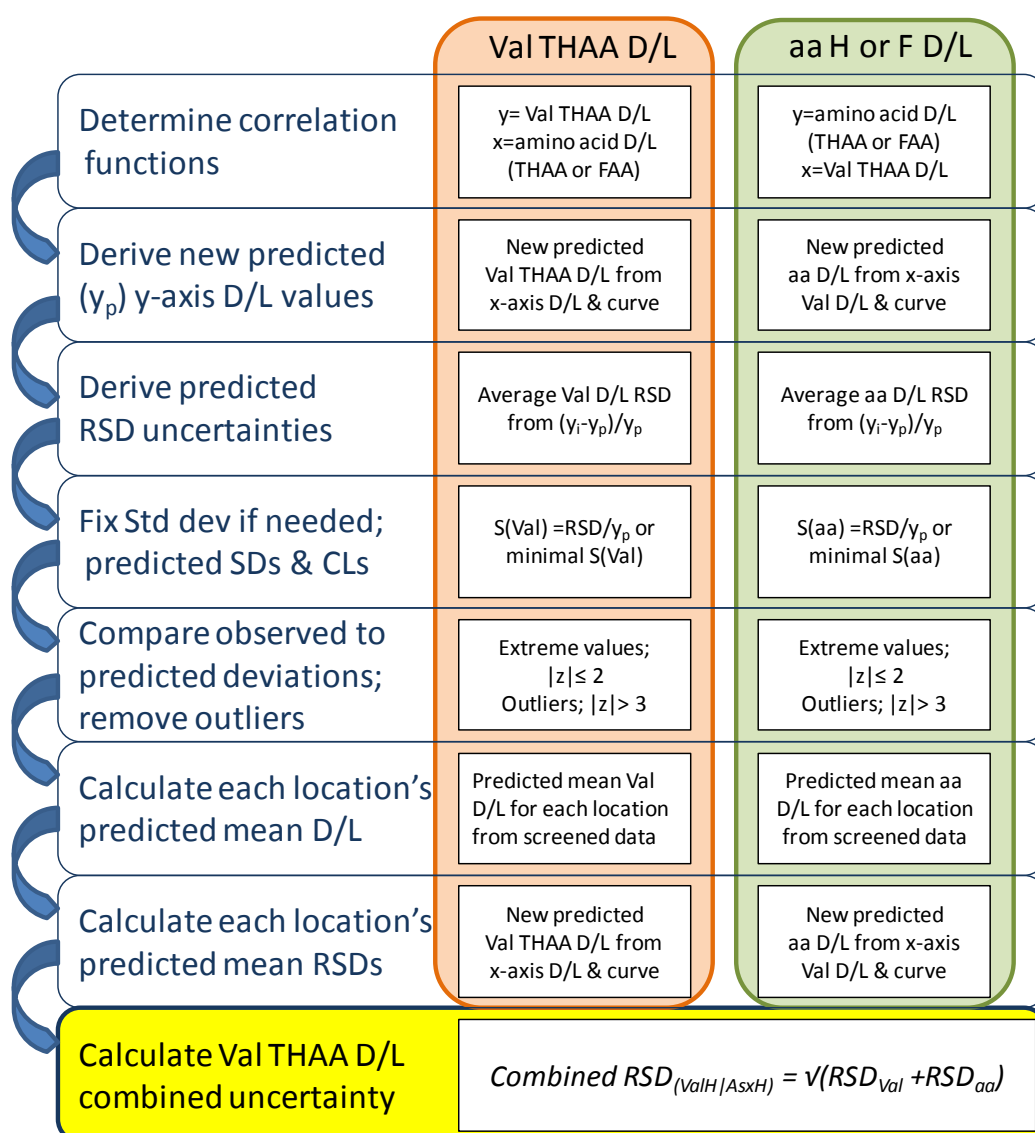 Val THAA D/L
aa H or F D/L
Determine correlation
functions
y= Val THAA D/L
x=amino acid D/L
(THAA or FAA)
y=amino acid D/L
(THAA or FAA)
x=Val THAA D/L
Derive new predicted
(yp) y-axis D/L values
New predicted
Val THAA D/L from
x-axis D/L & curve
New predicted
aa D/L from x-axis
Val D/L & curve
Derive predicted
RSD uncertainties
Average Val D/L RSD
from (yi-yp)/yp
Average aa D/L RSD
from (yi-yp)/yp
Fix Std dev if needed;
predicted SDs & CLs
S(Val) =RSD/yp or
minimal S(Val)
S(aa) =RSD/yp or
minimal S(aa)
Compare observed to
predicted deviations;
remove outliers
Extreme values;
|z|≤ 2
Outliers; |z|> 3
Extreme values;
|z|≤ 2
Outliers; |z|> 3
Calculate each location's
predicted mean D/L
Predicted mean Val
D/L for each location
from screened data
Predicted mean aa
D/L for each location
from screened data
Calculate each location's
predicted mean RSDs
New predicted
Val THAA D/L from
x-axis D/L & curve
New predicted
aa D/L from x-axis
Val D/L & curve
Calculate Val THAA D/L
combined uncertainty
Combined RSD(ValH|AsxH) = √(RSDVal +RSDaa)